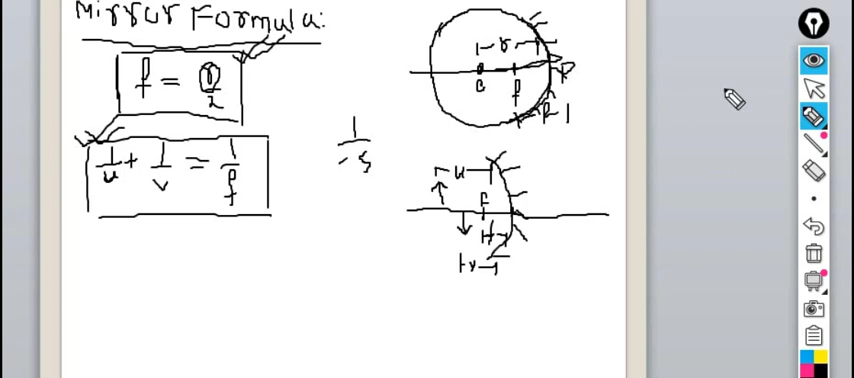 Mirror Formula:
f = r/2
1/u + 1/v = 1/f
1/-s
r
P
C
f
f
u
F
f
v